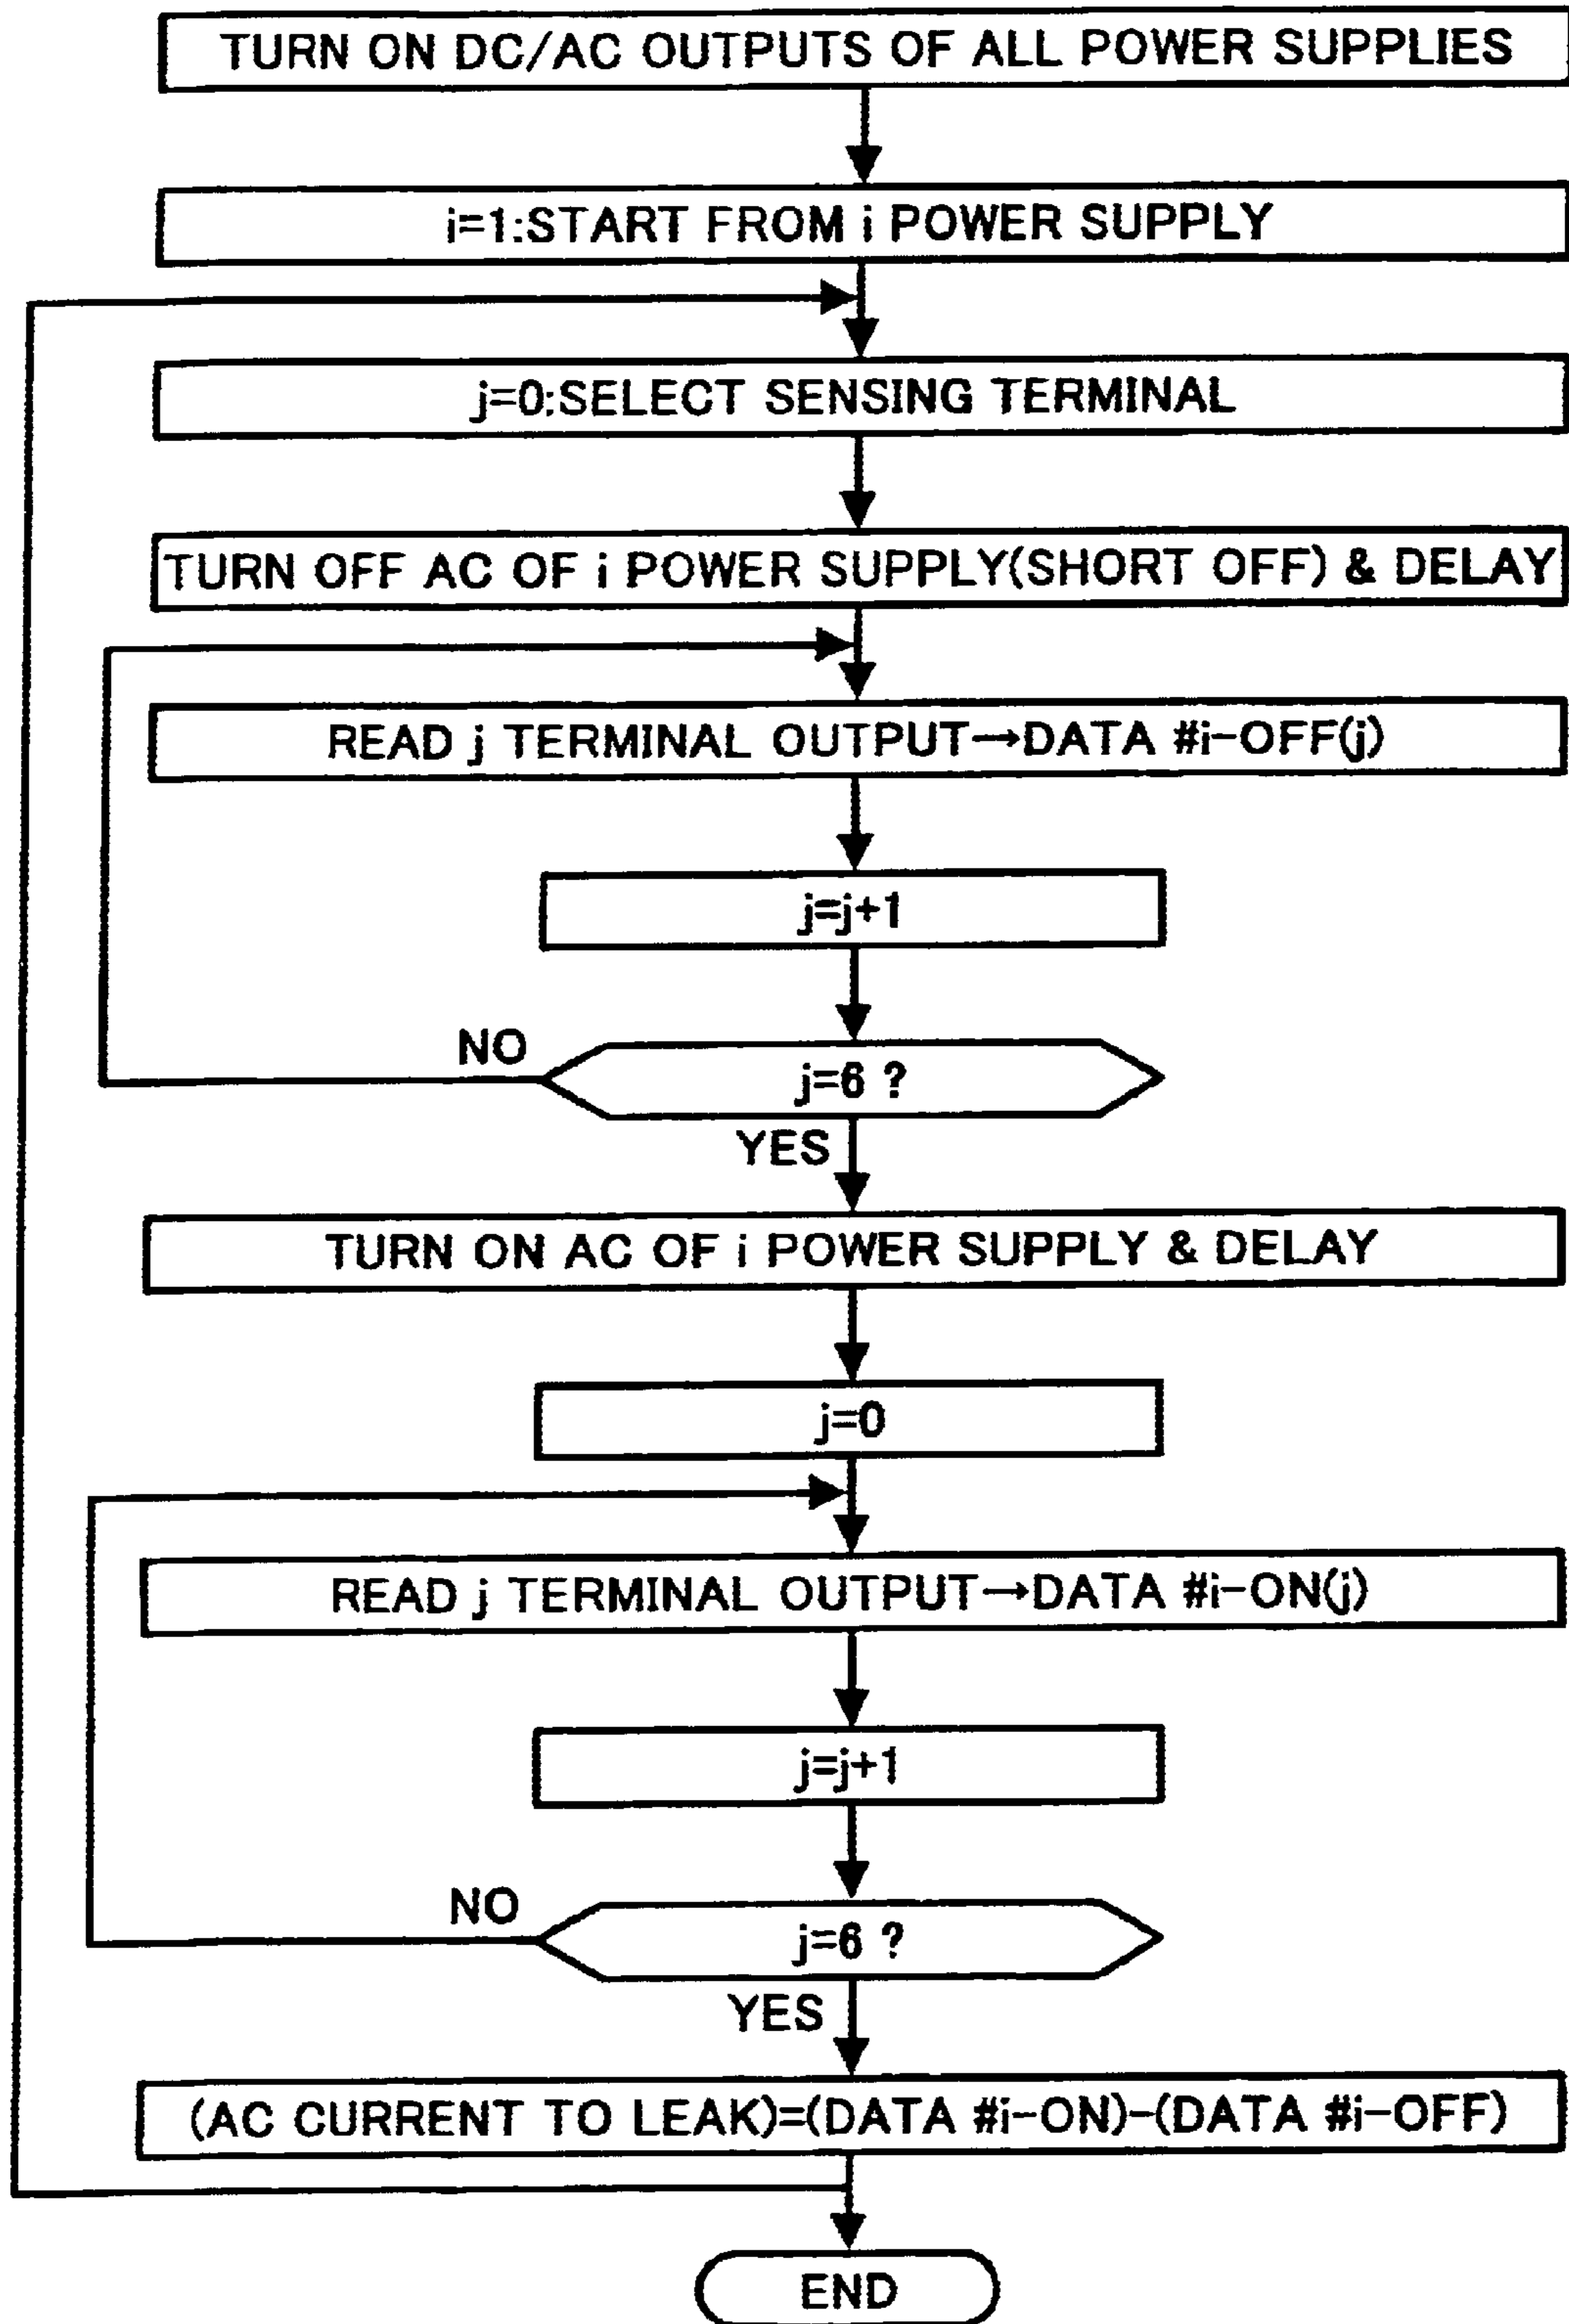 TURN ON DC/AC OUTPUTS OF ALL POWER SUPPLIES
i=1:START FROM i POWER SUPPLY
j=0:SELECT SENSING TERMINAL
TURN OFF AC OF i POWER SUPPLY(SHORT OFF) & DELAY
READ j TERMINAL OUTPUT→DATA #i-OFF(j)
j=j+1
NO
j=6 ?
YES
TURN ON AC OF i POWER SUPPLY & DELAY
j=0
READ j TERMINAL OUTPUT→DATA #i-ON(j)
j=j+1
NO
j=6 ?
YES
(AC CURRENT TO LEAK)=(DATA #i-ON)-(DATA #i-OFF)
END